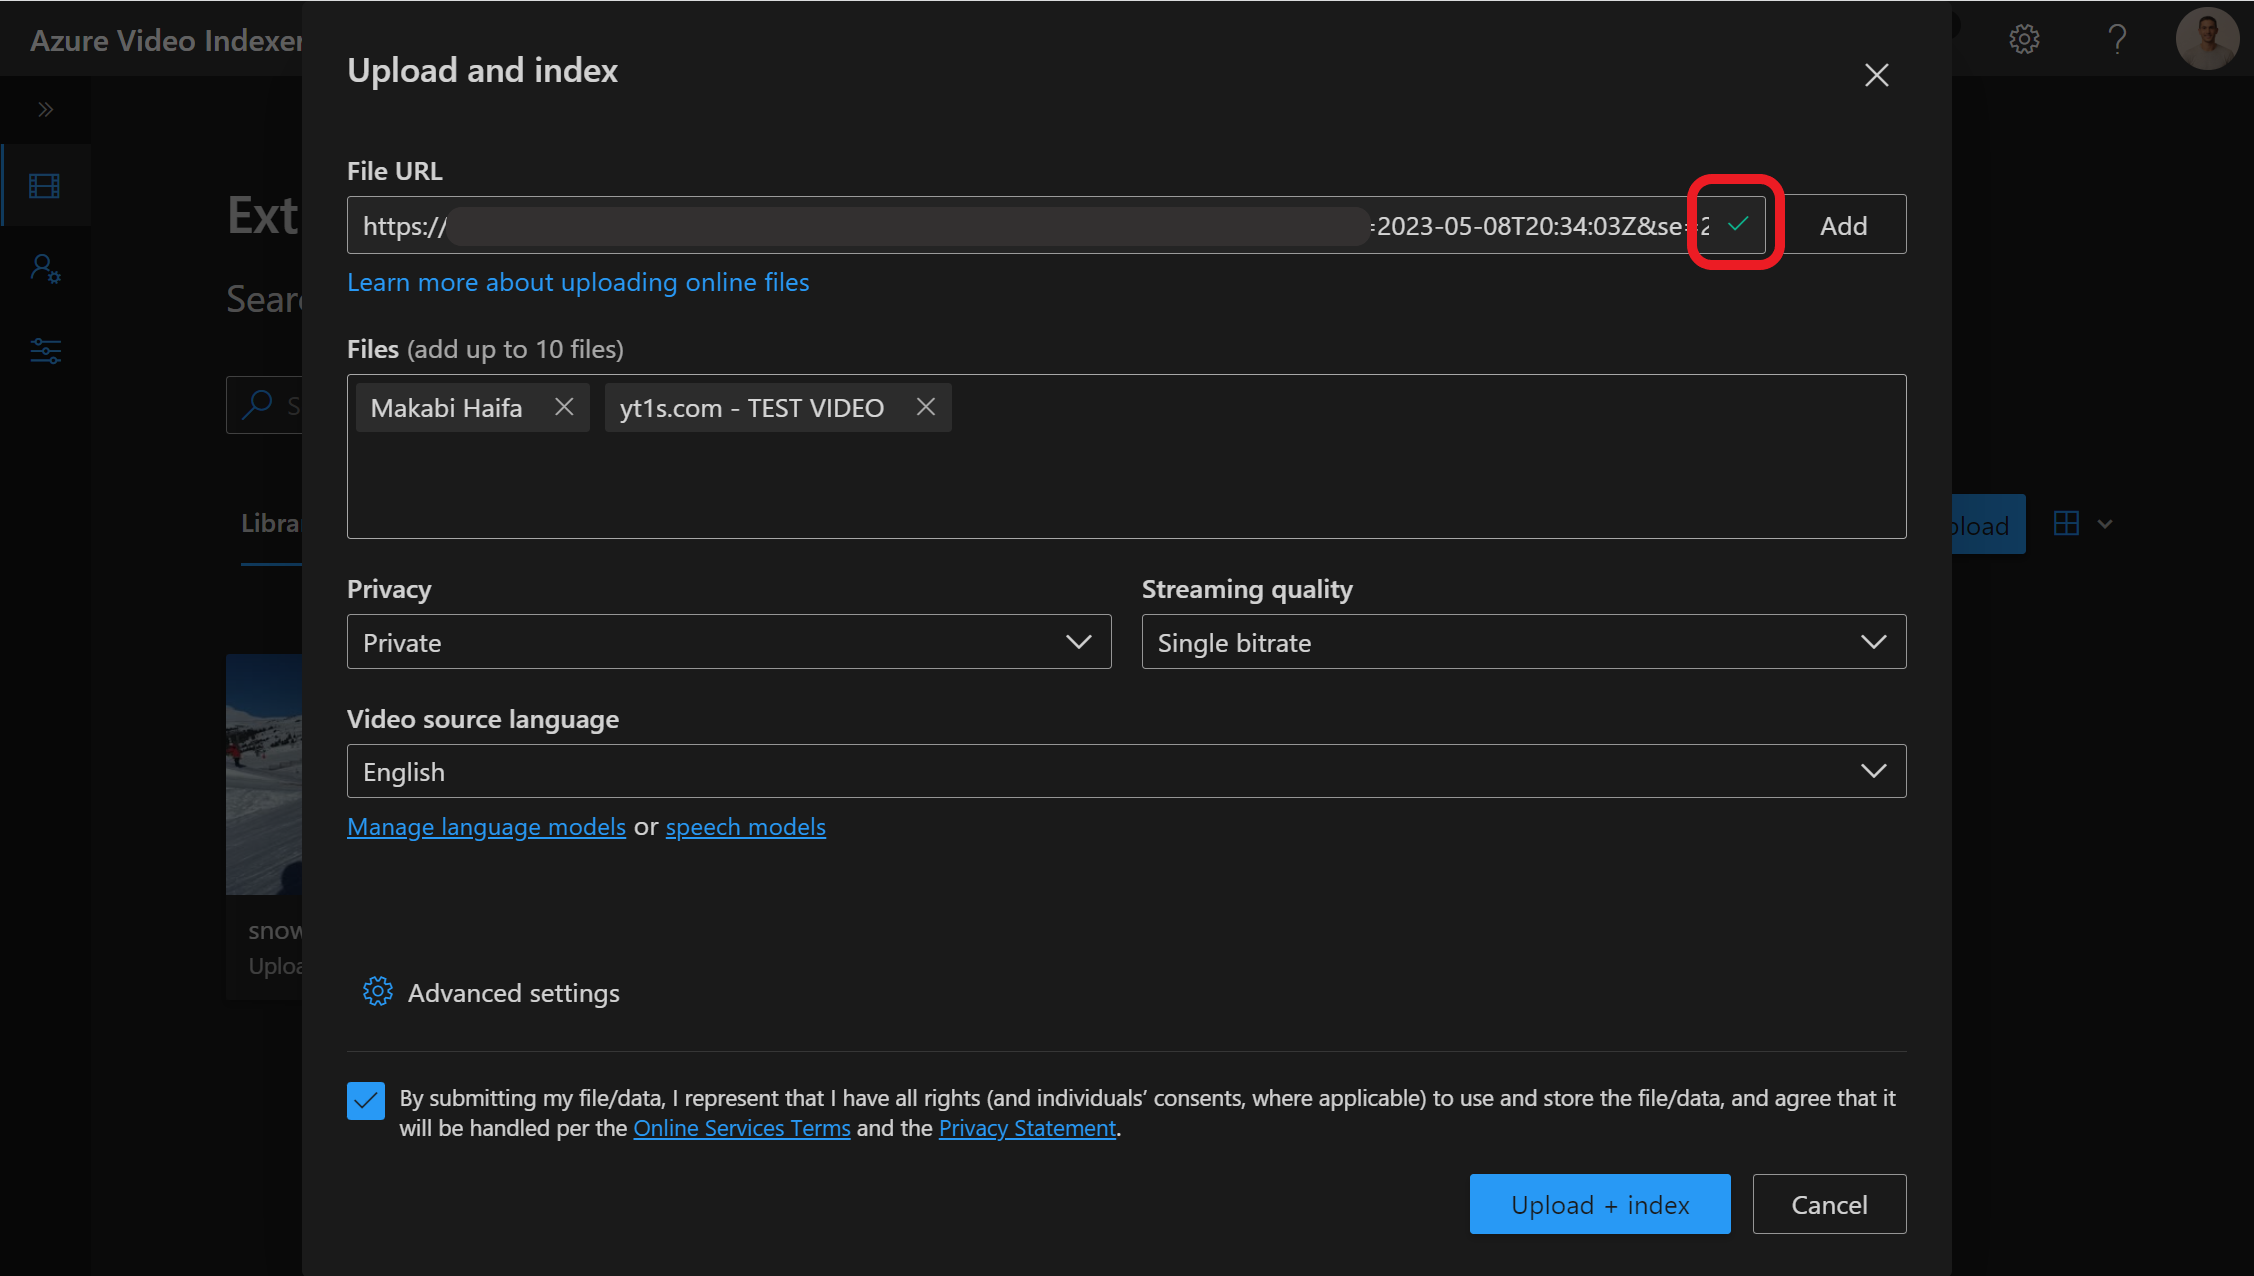 Azure Video Indexer
Upload and index
File URL
https:// =2023-05-08T20:34:03Z&se=2
Add
Learn more about uploading online files
Files (add up to 10 files)
Makabi Haifa
yt1s.com - TEST VIDEO
Privacy
Streaming quality
Private
Single bitrate
Video source language
English
Manage language models or speech models
Advanced settings
By submitting my file/data, I represent that I have all rights (and individuals’ consents, where applicable) to use and store the file/data, and agree that it
will be handled per the Online Services Terms and the Privacy Statement.
Upload + index
Cancel
Ext
Sear
S
Libra
pload
snow
Uploa